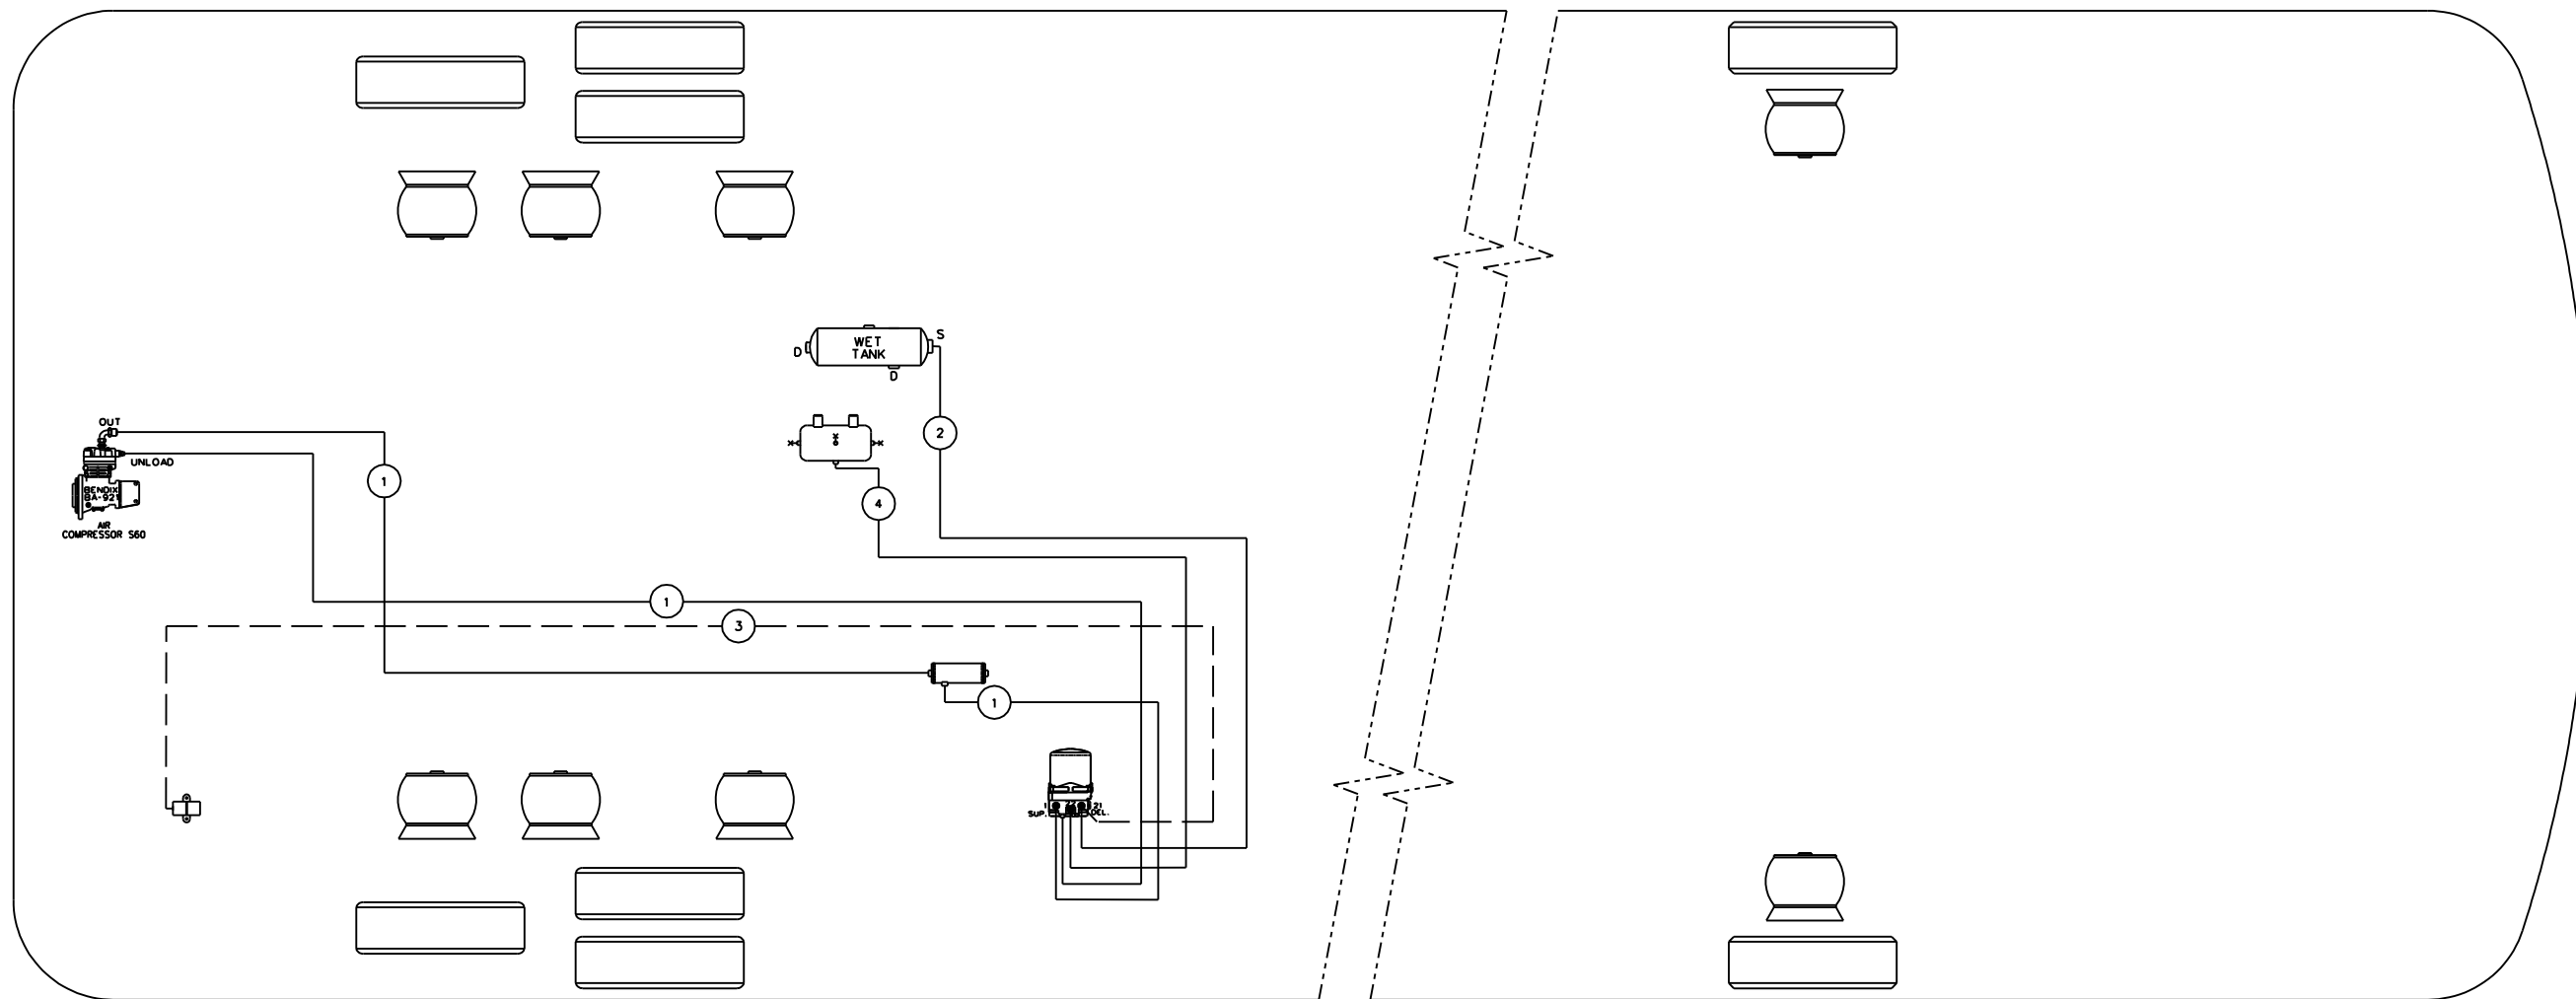 S
WET
TANK
D
D
OUT
UNLOAD
2
1
BENDIX
BA-921
4
AIR
COMPRESSOR S60
1
3
1
1
22
21
SUP.
DEL.